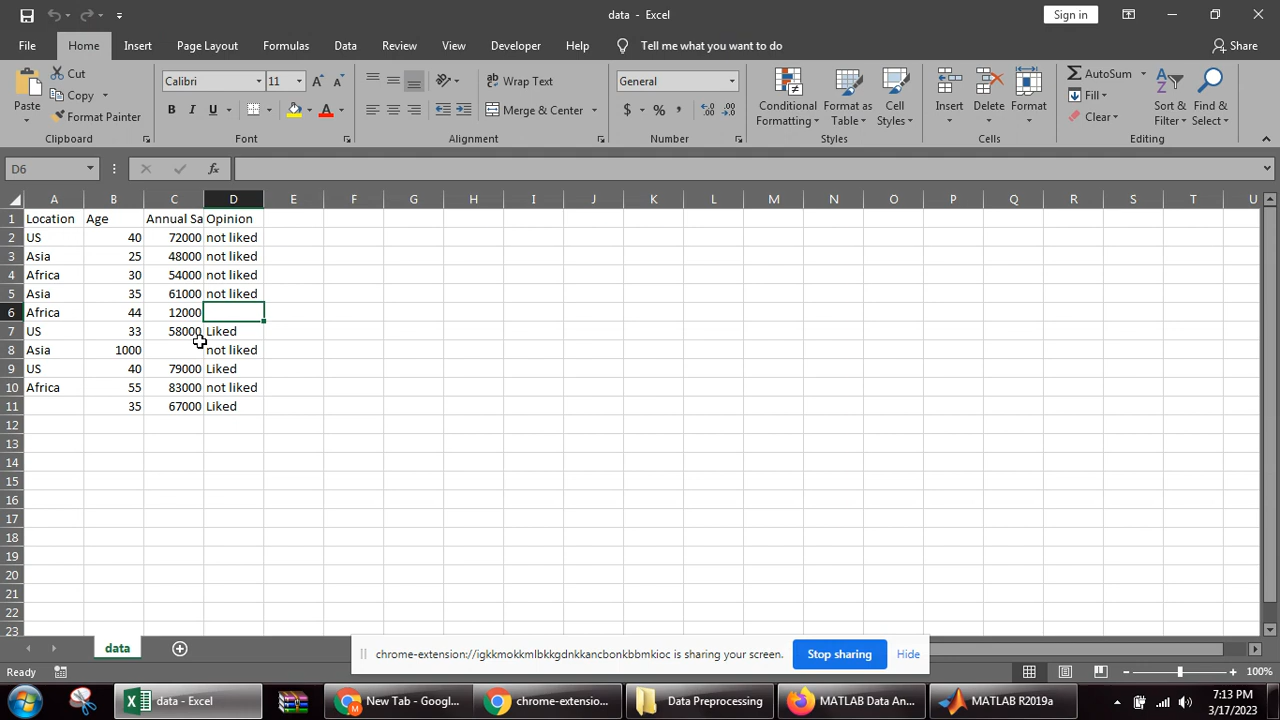 data - Excel
Sign in
File Home Insert Page Layout Formulas Data Review View Developer Help Tell me what you want to do Share
Paste
Cut
Copy
Format Painter
Clipboard
Calibri 11
B I U
Font
Wrap Text
Merge & Center
Alignment
General
$ % ,
Number
Conditional Formatting
Format as Table
Cell Styles
Styles
Insert Delete Format
Cells
AutoSum
Fill
Clear
Sort & Filter
Find & Select
Editing
D6 fx
A B C D E F G H I J K L M N O P Q R S T U
1 Location Age Annual Sa Opinion
2 US 40 72000 not liked
3 Asia 25 48000 not liked
4 Africa 30 54000 not liked
5 Asia 35 61000 not liked
6 Africa 44 12000
7 US 33 58000 Liked
8 Asia 1000 not liked
9 US 40 79000 Liked
10 Africa 55 83000 not liked
11 35 67000 Liked
12
13
14
15
16
17
18
19
20
21
22
23
data
chrome-extension://igkkmokkmlbkkgdnkkancbonkbbmkioc is sharing your screen. Stop sharing Hide
Ready 100%
data - Excel New Tab - Googl... chrome-extensio... Data Preprocessing MATLAB Data An... MATLAB R2019a
7:13 PM
3/17/2023